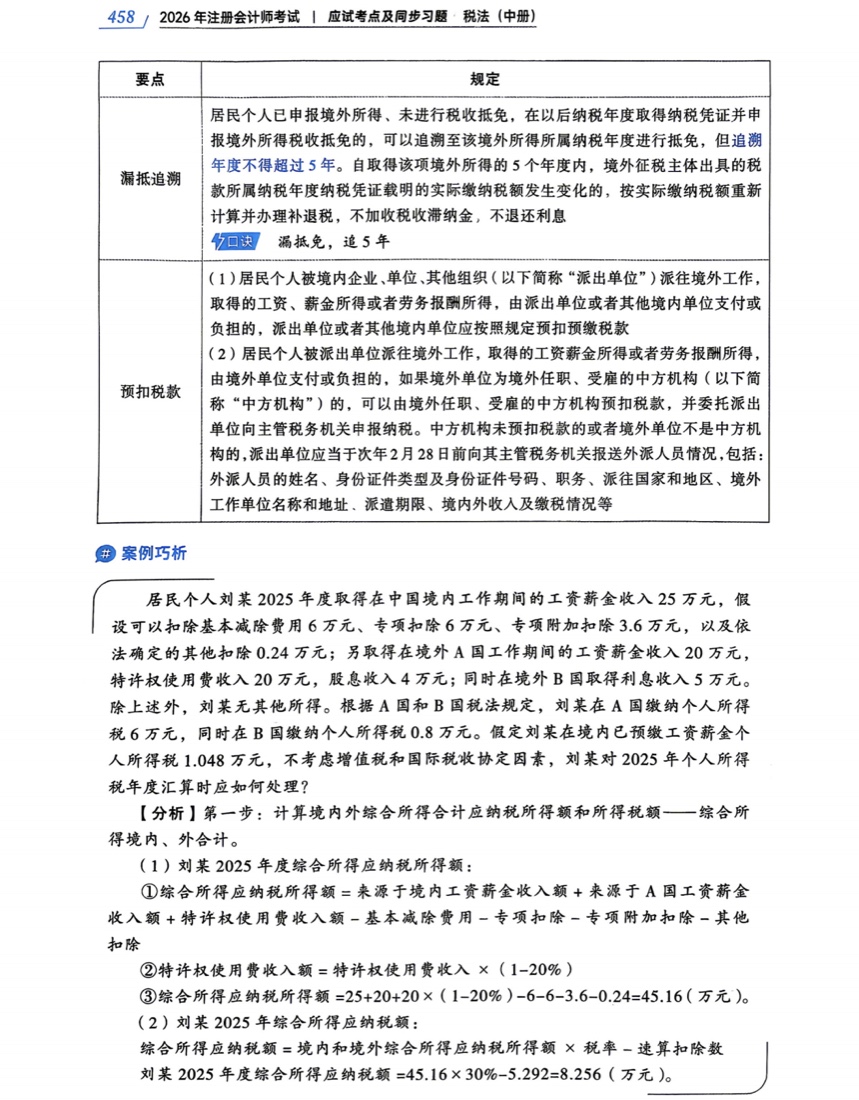 458 2026 年注册会计师考试 | 应试考点及同步习题 · 税法（中册）
要点 规定
漏抵追溯
居民个人已申报境外所得、未进行税收抵免，在以后纳税年度取得纳税凭证并申
报境外所得税收抵免的，可以追溯至该境外所得所属纳税年度进行抵免，但追溯
年度不得超过 5 年。自取得该项境外所得的 5 个年度内，境外征税主体出具的税
款所属纳税年度纳税凭证载明的实际缴纳税额发生变化的，按实际缴纳税额重新
计算并办理补退税，不加收税收滞纳金，不退还利息
口诀 漏抵免，追 5 年
预扣税款
（1）居民个人被境内企业、单位、其他组织（以下简称“派出单位”）派往境外工作，
取得的工资、薪金所得或者劳务报酬所得，由派出单位或者其他境内单位支付或
负担的，派出单位或者其他境内单位应按照规定预扣预缴税款
（2）居民个人被派出单位派往境外工作，取得的工资薪金所得或者劳务报酬所得，
由境外单位支付或负担的，如果境外单位为境外任职、受雇的中方机构（以下简
称“中方机构”）的，可以由境外任职、受雇的中方机构预扣税款，并委托派出
单位向主管税务机关申报纳税。中方机构未预扣税款的或者境外单位不是中方机
构的，派出单位应当于次年 2 月 28 日前向其主管税务机关报送外派人员情况，包括：
外派人员的姓名、身份证件类型及身份证件号码、职务、派往国家和地区、境外
工作单位名称和地址、派遣期限、境内外收入及缴税情况等
# 案例巧析
居民个人刘某 2025 年度取得在中国境内工作期间的工资薪金收入 25 万元，假
设可以扣除基本减除费用 6 万元、专项扣除 6 万元、专项附加扣除 3.6 万元，以及依
法确定的其他扣除 0.24 万元；另取得在境外 A 国工作期间的工资薪金收入 20 万元，
特许权使用费收入 20 万元，股息收入 4 万元；同时在境外 B 国取得利息收入 5 万元。
除上述外，刘某无其他所得。根据 A 国和 B 国税法规定，刘某在 A 国缴纳个人所得
税 6 万元，同时在 B 国缴纳个人所得税 0.8 万元。假定刘某在境内已预缴工资薪金个
人所得税 1.048 万元，不考虑增值税和国际税收协定因素，刘某对 2025 年个人所得
税年度汇算时应如何处理？
【分析】第一步：计算境内外综合所得合计应纳税所得额和所得税额——综合所
得境内、外合计。
（1）刘某 2025 年度综合所得应纳税所得额：
①综合所得应纳税所得额 = 来源于境内工资薪金收入额 + 来源于 A 国工资薪金
收入额 + 特许权使用费收入额 - 基本减除费用 - 专项扣除 - 专项附加扣除 - 其他
扣除
②特许权使用费收入额 = 特许权使用费收入 ×（1-20%）
③综合所得应纳税所得额 =25+20+20×（1-20%）-6-6-3.6-0.24=45.16（万元）。
（2）刘某 2025 年综合所得应纳税额：
综合所得应纳税额 = 境内和境外综合所得应纳税所得额 × 税率 - 速算扣除数
刘某 2025 年度综合所得应纳税额 =45.16×30%-5.292=8.256（万元）。